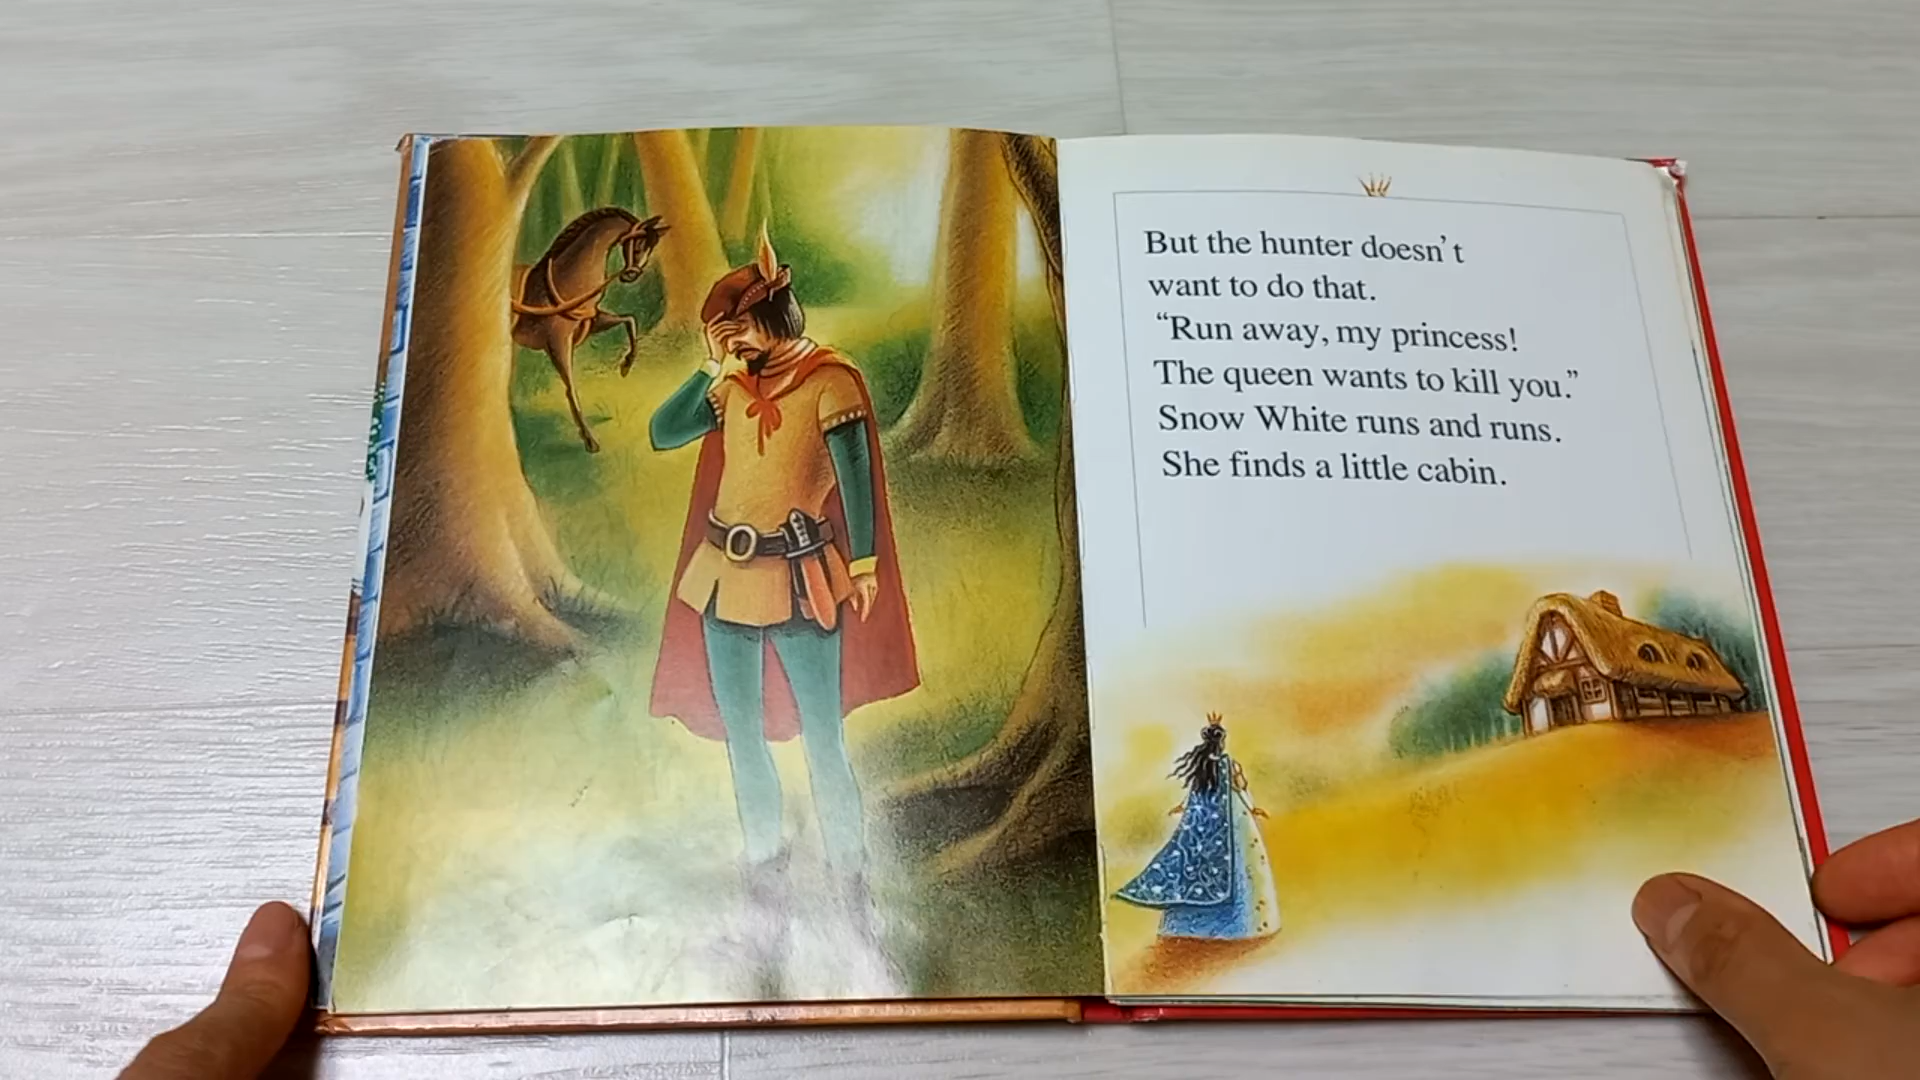 But the hunter doesn't
want to do that.
“Run away, my princess!
The queen wants to kill you.”
Snow White runs and runs.
She finds a little cabin.